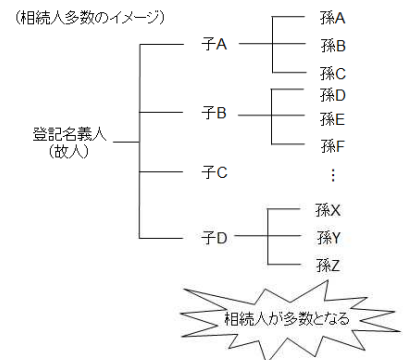 (相続人多数のイメージ)
孫A
子A
孫B
孫C
孫D
子B
孫E
登記名義人
(故人)
孫F
子C
⋮
孫X
子D
孫Y
孫Z
相続人が多数となる